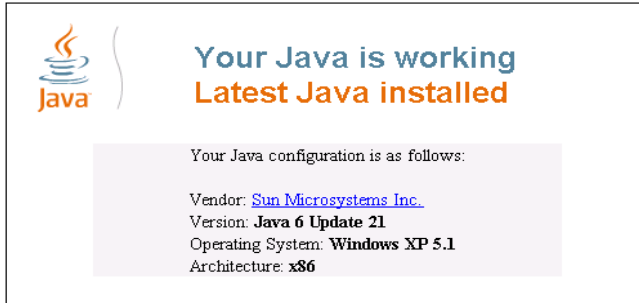 Java
Your Java is working
Latest Java installed
Your Java configuration is as follows:
Vendor: Sun Microsystems Inc.
Version: Java 6 Update 21
Operating System: Windows XP 5.1
Architecture: x86